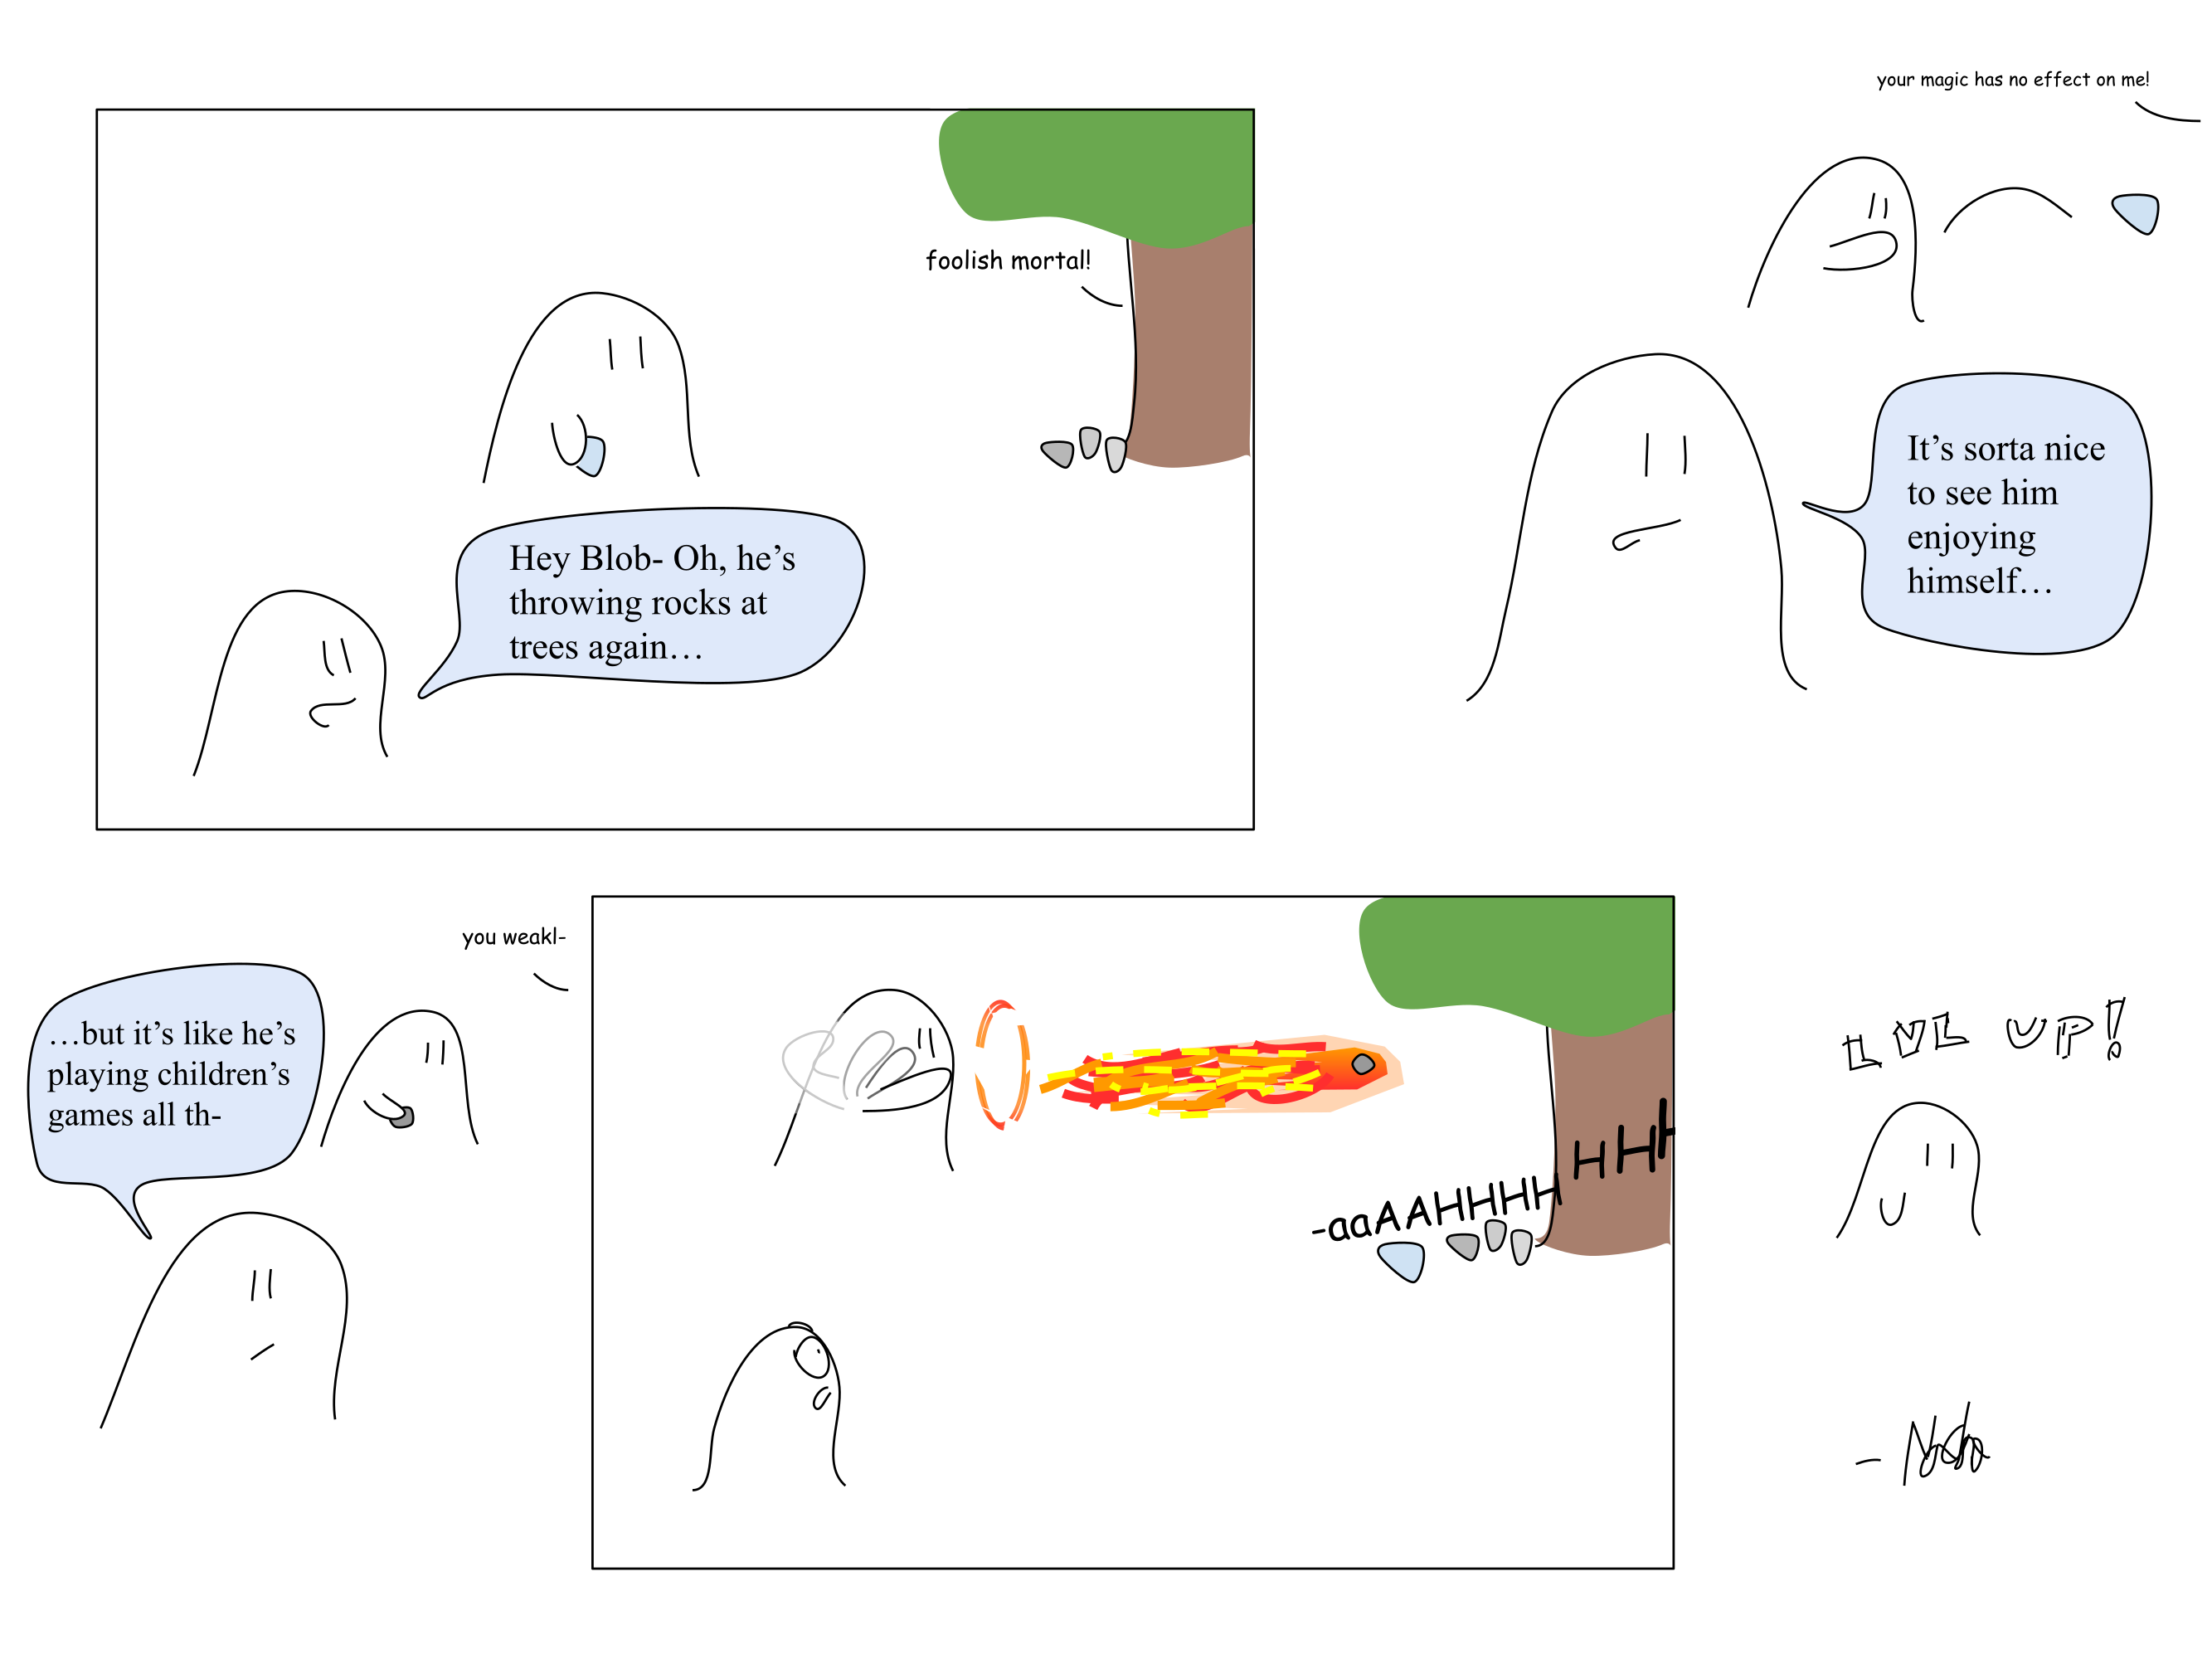 foolish mortal!
Hey Blob- Oh, he's
throwing rocks at
trees again…
your magic has no effect on me!
It's sorta nice
to see him
enjoying
himself…
you weakl-
…but it's like he's
playing children's
games all th-
-aaAAHHHHHHH
LVL UP!